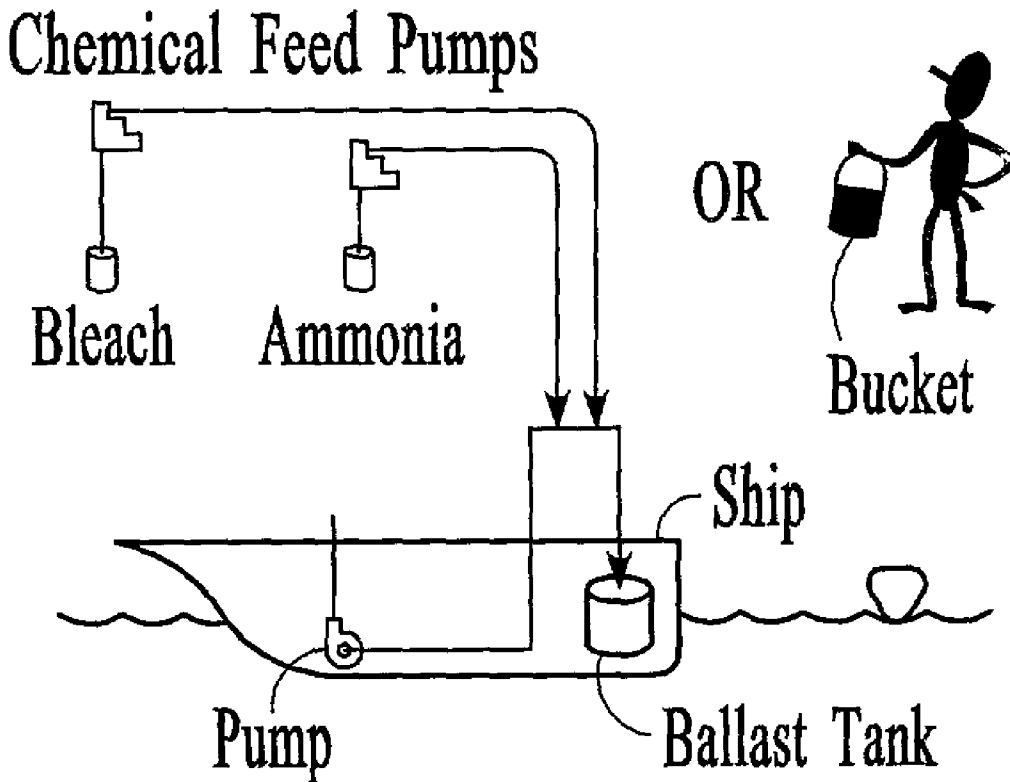 Chemical Feed Pumps
OR
Bleach
Ammonia
Bucket
Ship
Pump
Ballast Tank